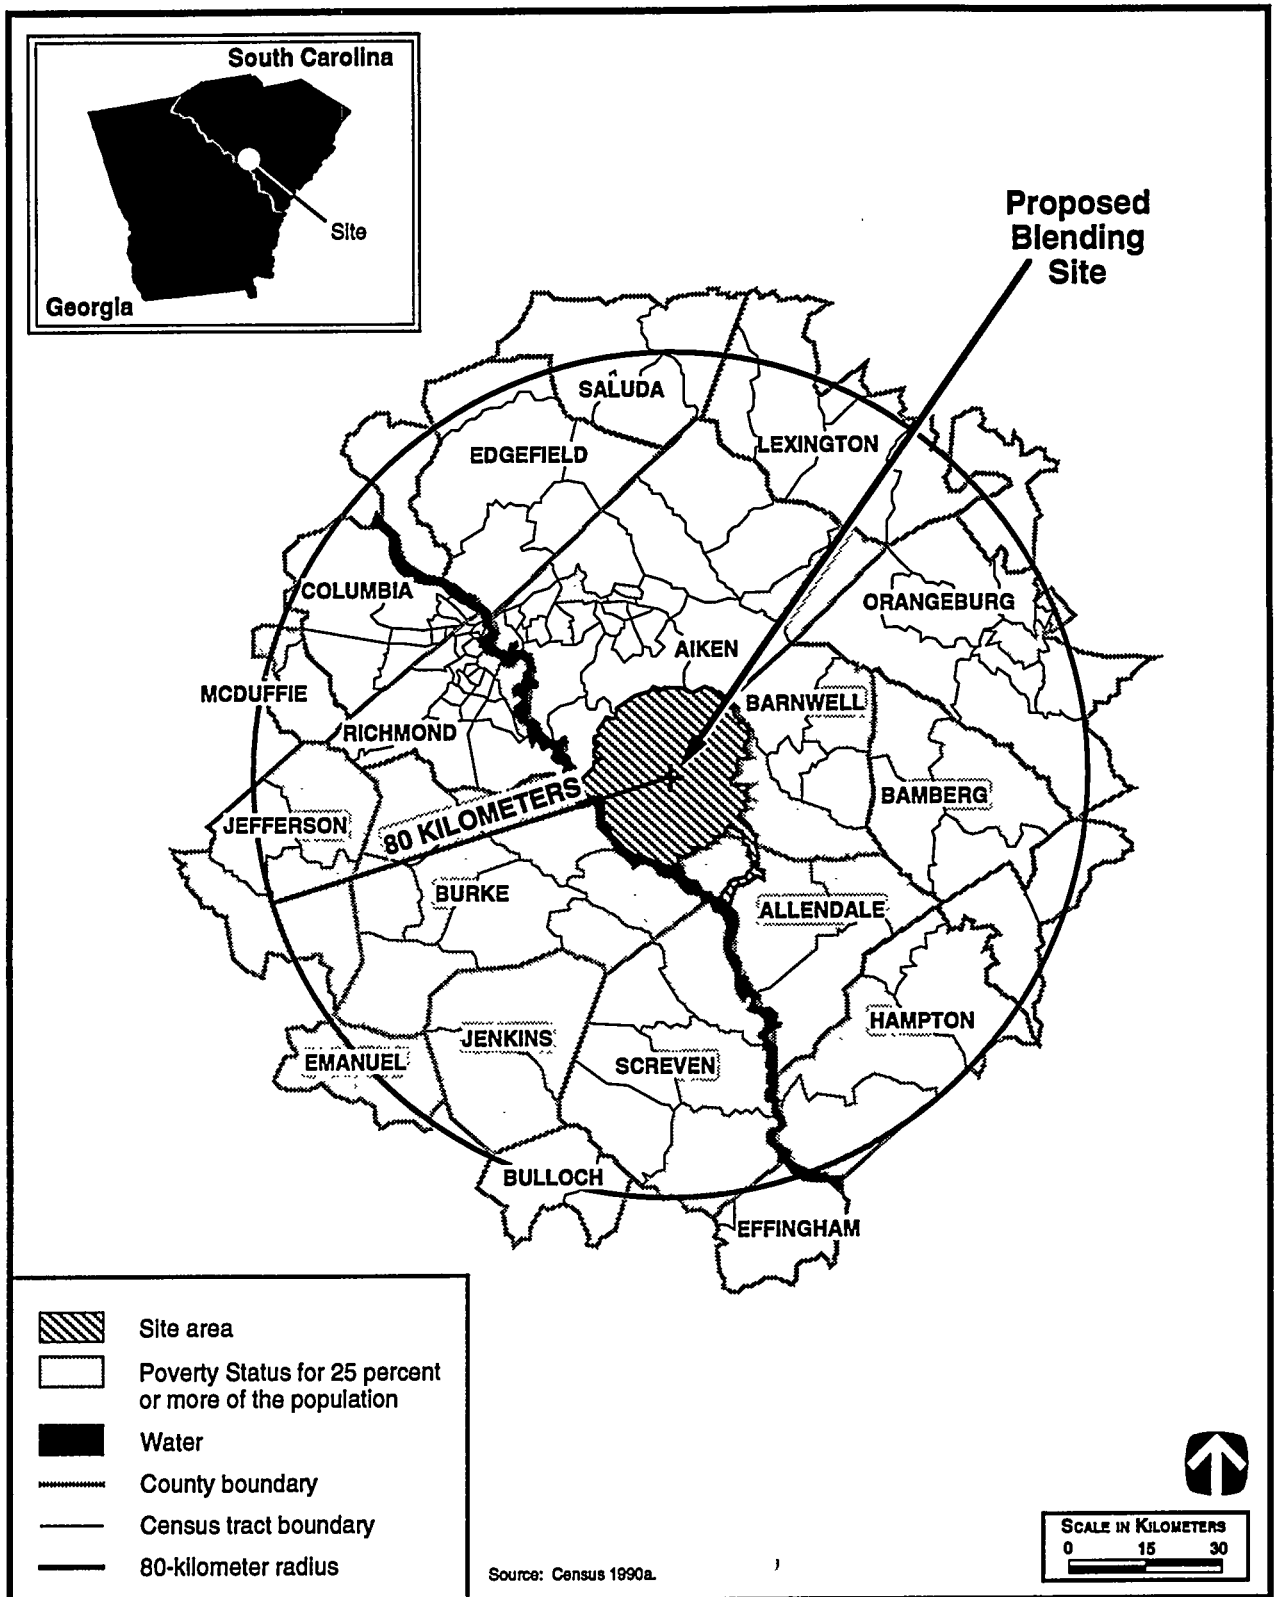 South Carolina
Site
Georgia
Proposed
Blending
Site
SALUDA
LEXINGTON
EDGEFIELD
COLUMBIA
ORANGEBURG
AIKEN
MCDUFFIE
BARNWELL
RICHMOND
BAMBERG
80 KILOMETERS
JEFFERSON
BURKE
ALLENDALE
HAMPTON
JENKINS
EMANUEL
SCREVEN
BULLOCH
EFFINGHAM
Site area
Poverty Status for 25 percent
or more of the population
Water
County boundary
Census tract boundary
80-kilometer radius
Source: Census 1990a.
SCALE IN KILOMETERS
0 15 30